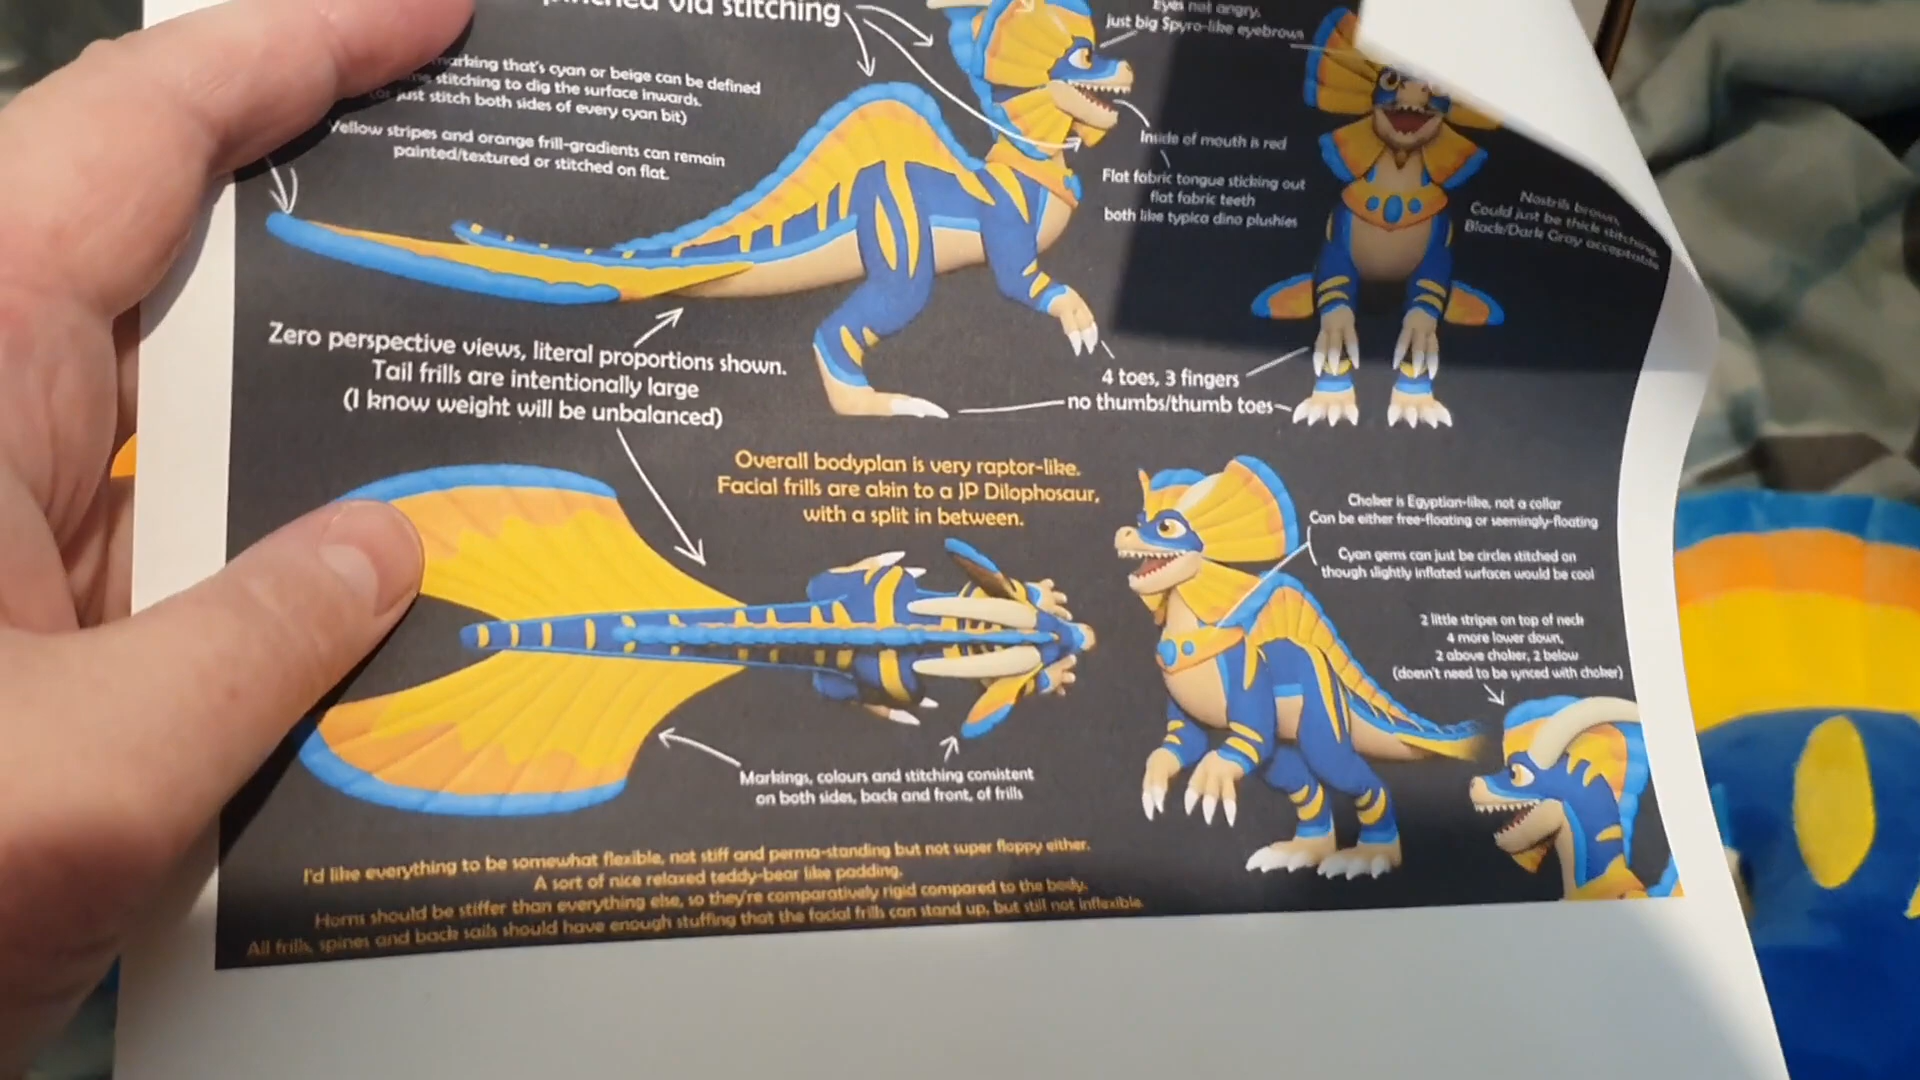 via stitching
Eyes not angry,
just big Spyro-like eyebrows
marking that's cyan or beige can be defined
stitching to dig the surface inwards.
just stitch both sides of every cyan bit)
Yellow stripes and orange frill-gradients can remain
painted/textured or stitched on flat.
Inside of mouth is red
Flat fabric tongue sticking out
flat fabric teeth
both like typica dino plushies
Nostrils brown,
Could just be thick stitching,
Black/Dark Gray acceptable
Zero perspective views, literal proportions shown.
Tail frills are intentionally large
(I know weight will be unbalanced)
4 toes, 3 fingers
no thumbs/thumb toes
Overall bodyplan is very raptor-like.
Facial frills are akin to a JP Dilophosaur,
with a split in between.
Choker is Egyptian-like, not a collar
Can be either free-floating or seemingly-floating
Cyan gems can just be circles stitched on
though slightly inflated surfaces would be cool
2 little stripes on top of neck
4 more lower down,
2 above choker, 2 below
(doesn't need to be synced with choker)
Markings, colours and stitching consistent
on both sides, back and front, of frills
I'd like everything to be somewhat flexible, not stiff and perma-standing but not super floppy either.
A sort of nice relaxed teddy-bear like padding.
Horns should be stiffer than everything else, so they're comparatively rigid compared to the body.
All frills, spines and back sails should have enough stuffing that the facial frills can stand up, but still not inflexible.